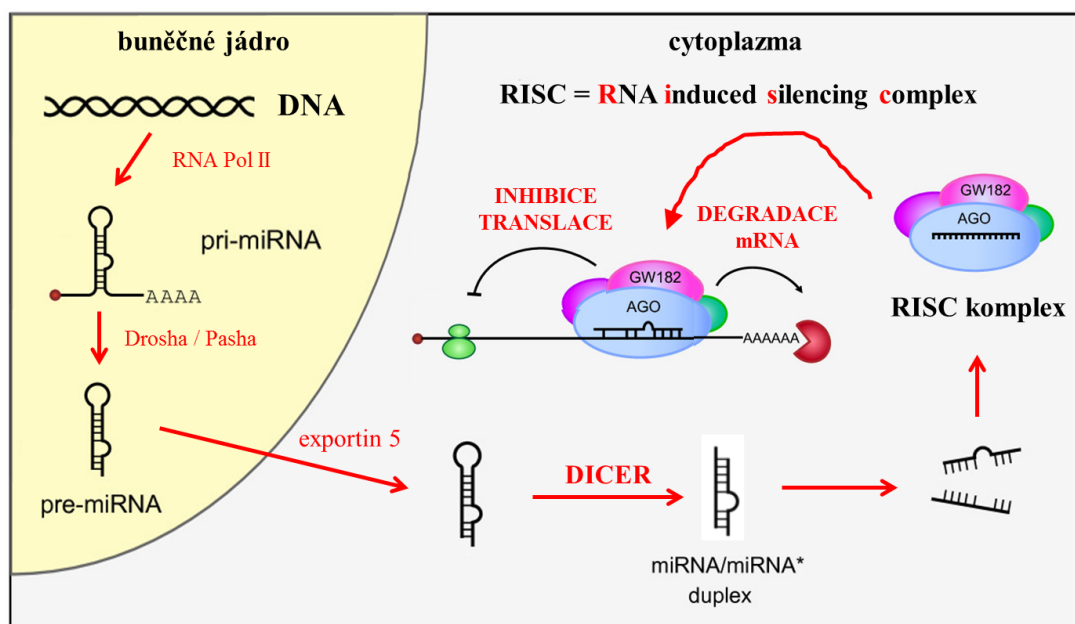 buněčné jádro
DNA
RNA Pol II
pri-miRNA
AAAA
Drosha / Pasha
pre-miRNA
exportin 5
cytoplazma
RISC = RNA induced silencing complex
INHIBICE
TRANSLACE
DEGRADACE
mRNA
GW182
AGO
AAAAAA
GW182
AGO
RISC komplex
DICER
miRNA/miRNA*
duplex